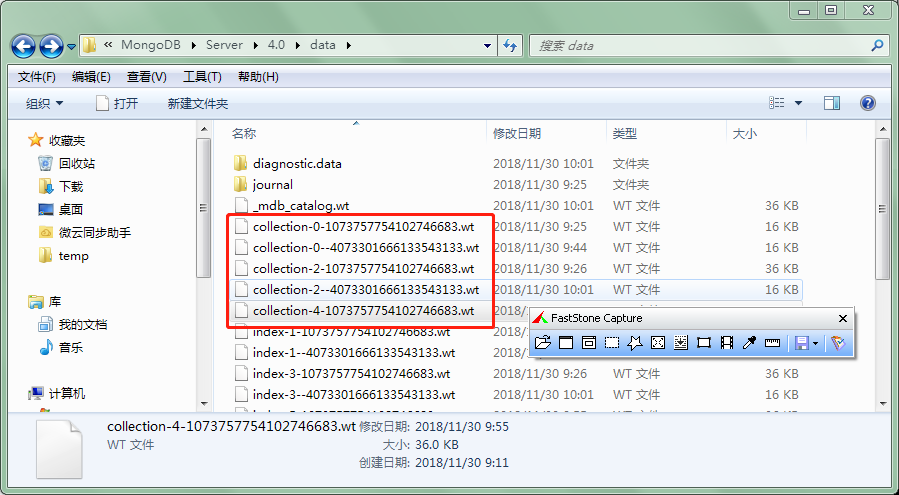 « MongoDB ▸ Server ▸ 4.0 ▸ data ▸
搜索 data
文件(F) 编辑(E) 查看(V) 工具(T) 帮助(H)
组织 打开 新建文件夹
收藏夹
回收站
下载
桌面
微云同步助手
temp
库
我的文档
音乐
计算机
名称 修改日期 类型 大小
diagnostic.data 2018/11/30 10:01 文件夹
journal 2018/11/30 9:25 文件夹
_mdb_catalog.wt 2018/11/30 10:01 WT 文件 36 KB
collection-0-1073757754102746683.wt 2018/11/30 9:25 WT 文件 16 KB
collection-0--4073301666133543133.wt 2018/11/30 9:44 WT 文件 16 KB
collection-2-1073757754102746683.wt 2018/11/30 9:26 WT 文件 36 KB
collection-2--4073301666133543133.wt 2018/11/30 10:01 WT 文件 16 KB
collection-4-1073757754102746683.wt
index-1-1073757754102746683.wt
index-1--4073301666133543133.wt
index-3-1073757754102746683.wt 2018/11/30 9:26 WT 文件 36 KB
index-3--4073301666133543133.wt 2018/11/30 10:01 WT 文件 16 KB
FastStone Capture
collection-4-1073757754102746683.wt 修改日期: 2018/11/30 9:55
WT 文件 大小: 36.0 KB
创建日期: 2018/11/30 9:11